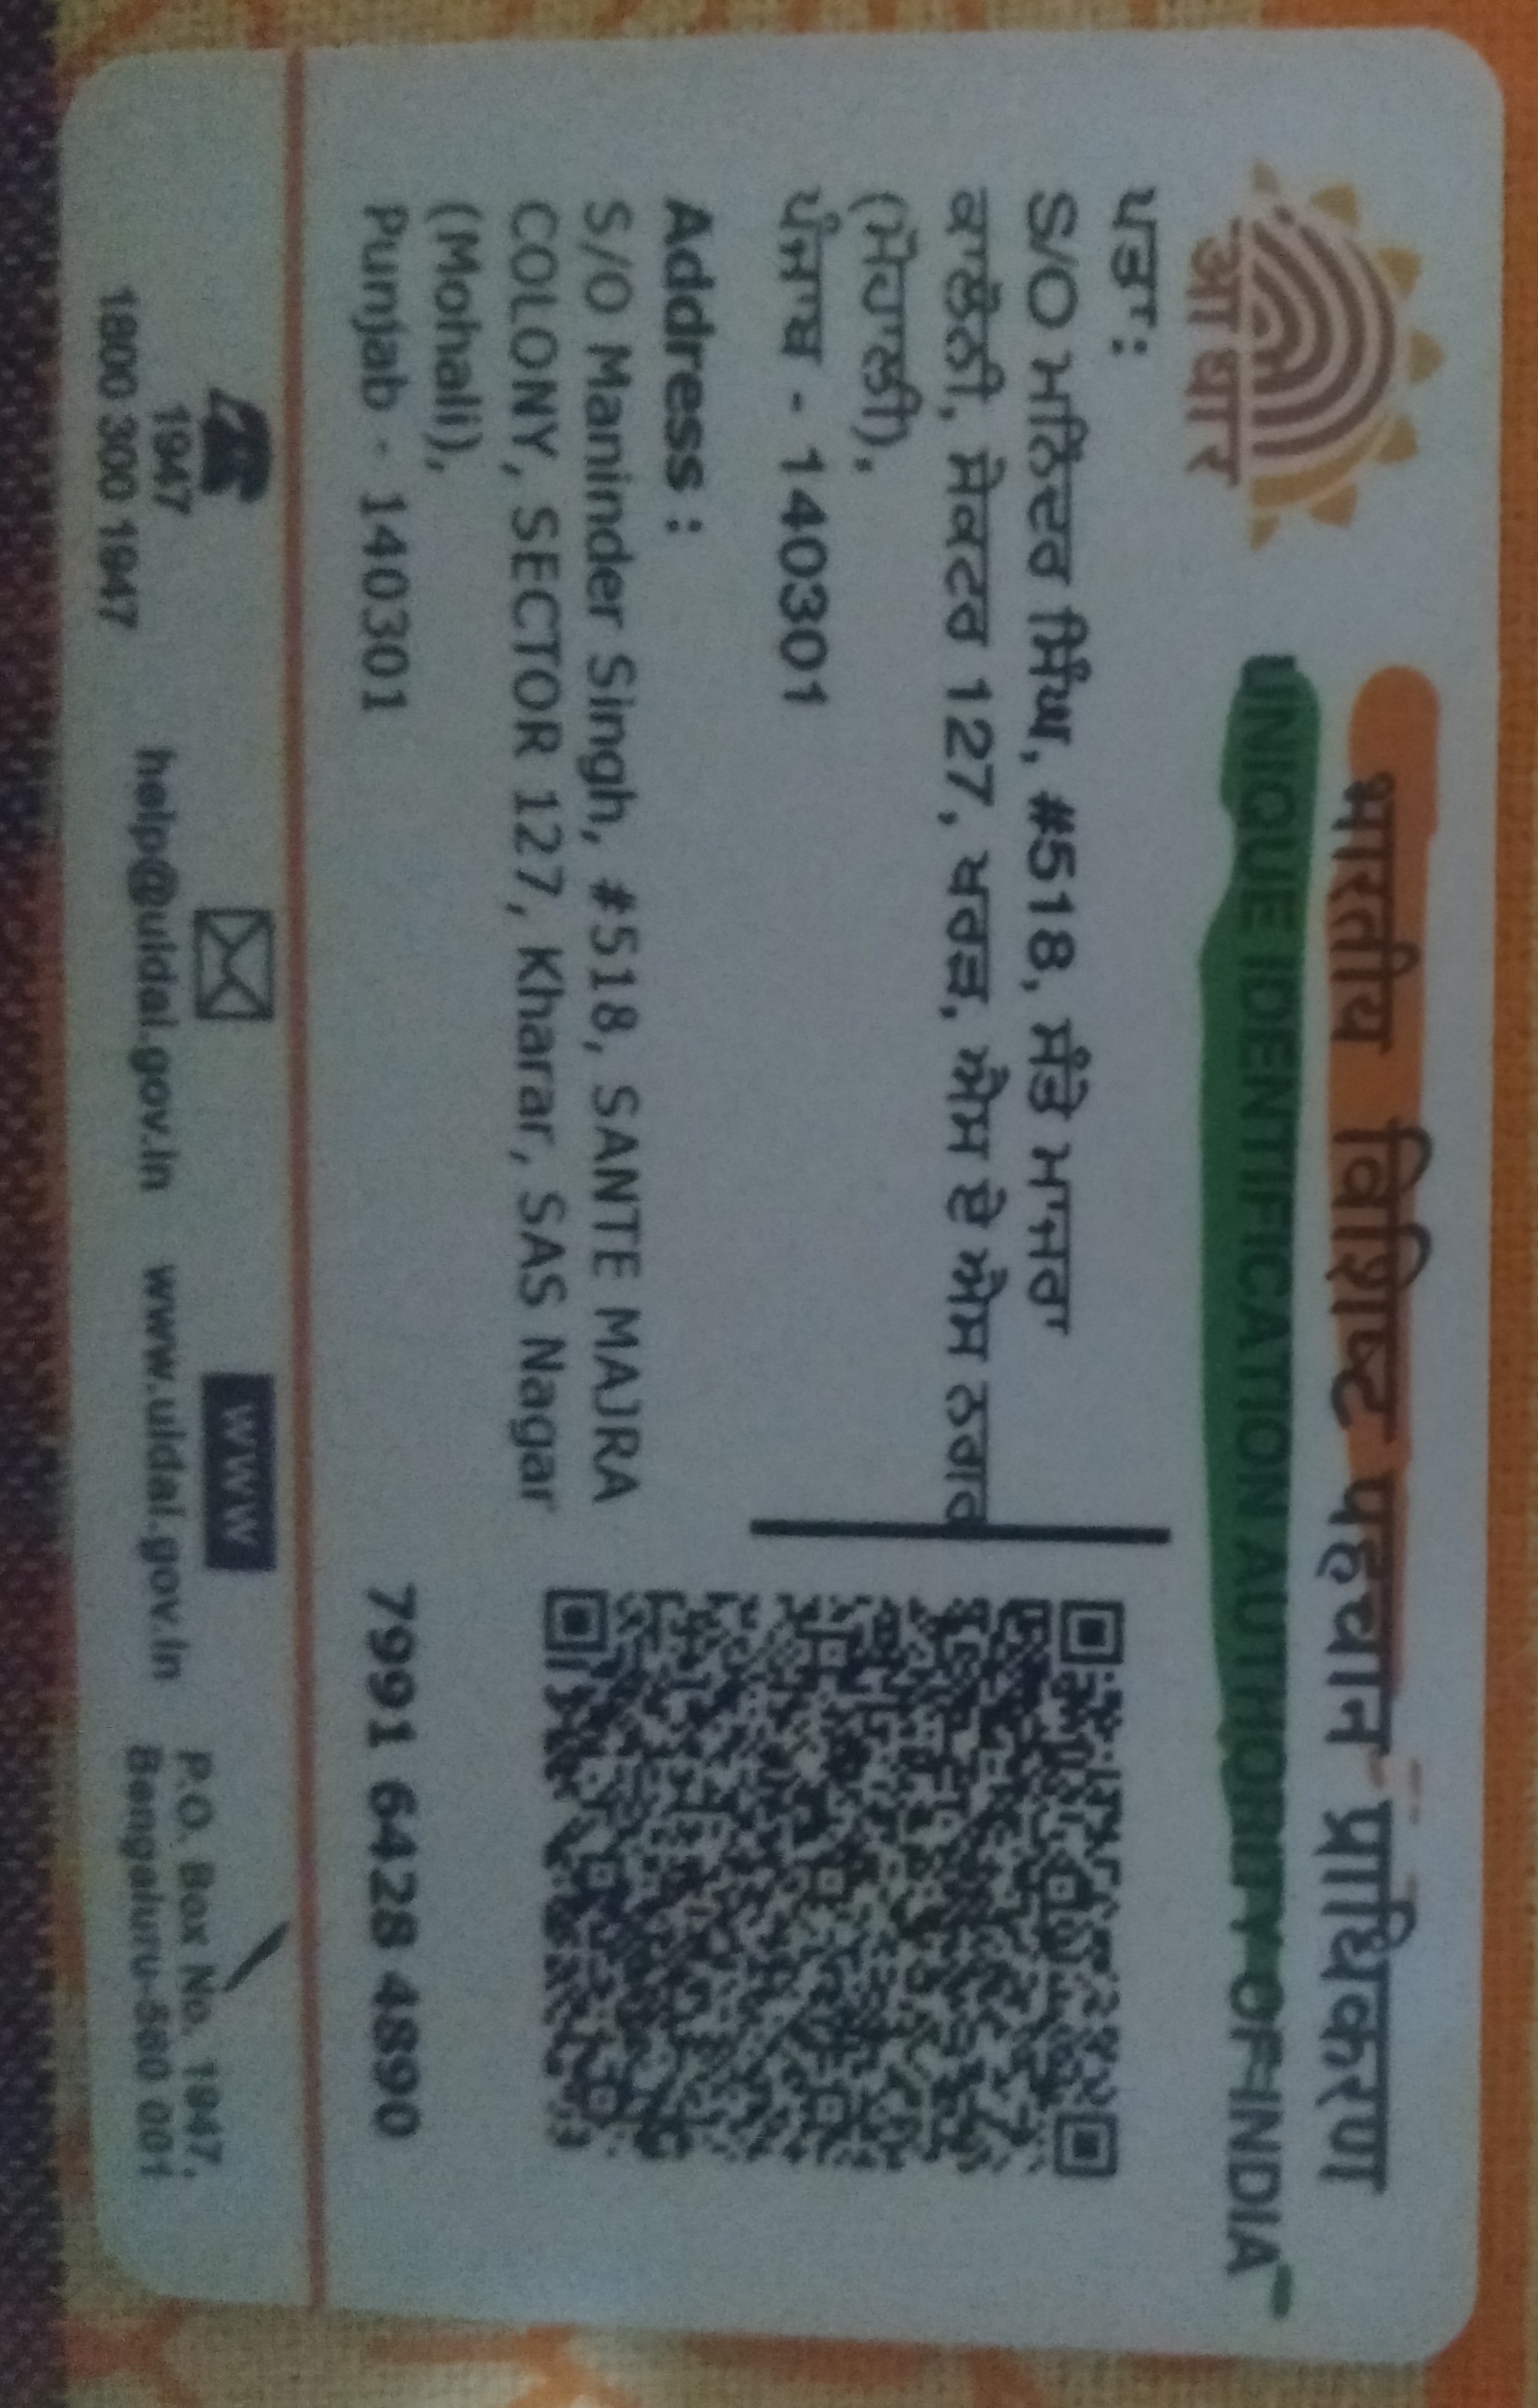 भारतीय विशिष्ट पहचान प्राधिकरण
UNIQUE IDENTIFICATION AUTHORITY OF INDIA
आधार
ਪਤਾ:
S/O ਮਨਿੰਦਰ ਸਿੰਘ, #518, ਸੰਤੇ ਮਾਜਰਾ
ਕਾਲੋਨੀ, ਸੇਕਟਰ 127, ਖਰੜ, ਐਸ ਏ ਐਸ ਨਗਰ
(ਮੋਹਾਲੀ),
ਪੰਜਾਬ - 140301
Address :
S/O Maninder Singh, #518, SANTE MAJRA
COLONY, SECTOR 127, Kharar, SAS Nagar
(Mohali),
Punjab - 140301
7991 6428 4890
1947
1800 300 1947
help@uidai.gov.in
www
www.uidai.gov.in
P.O. Box No. 1947,
Bengaluru-560 001